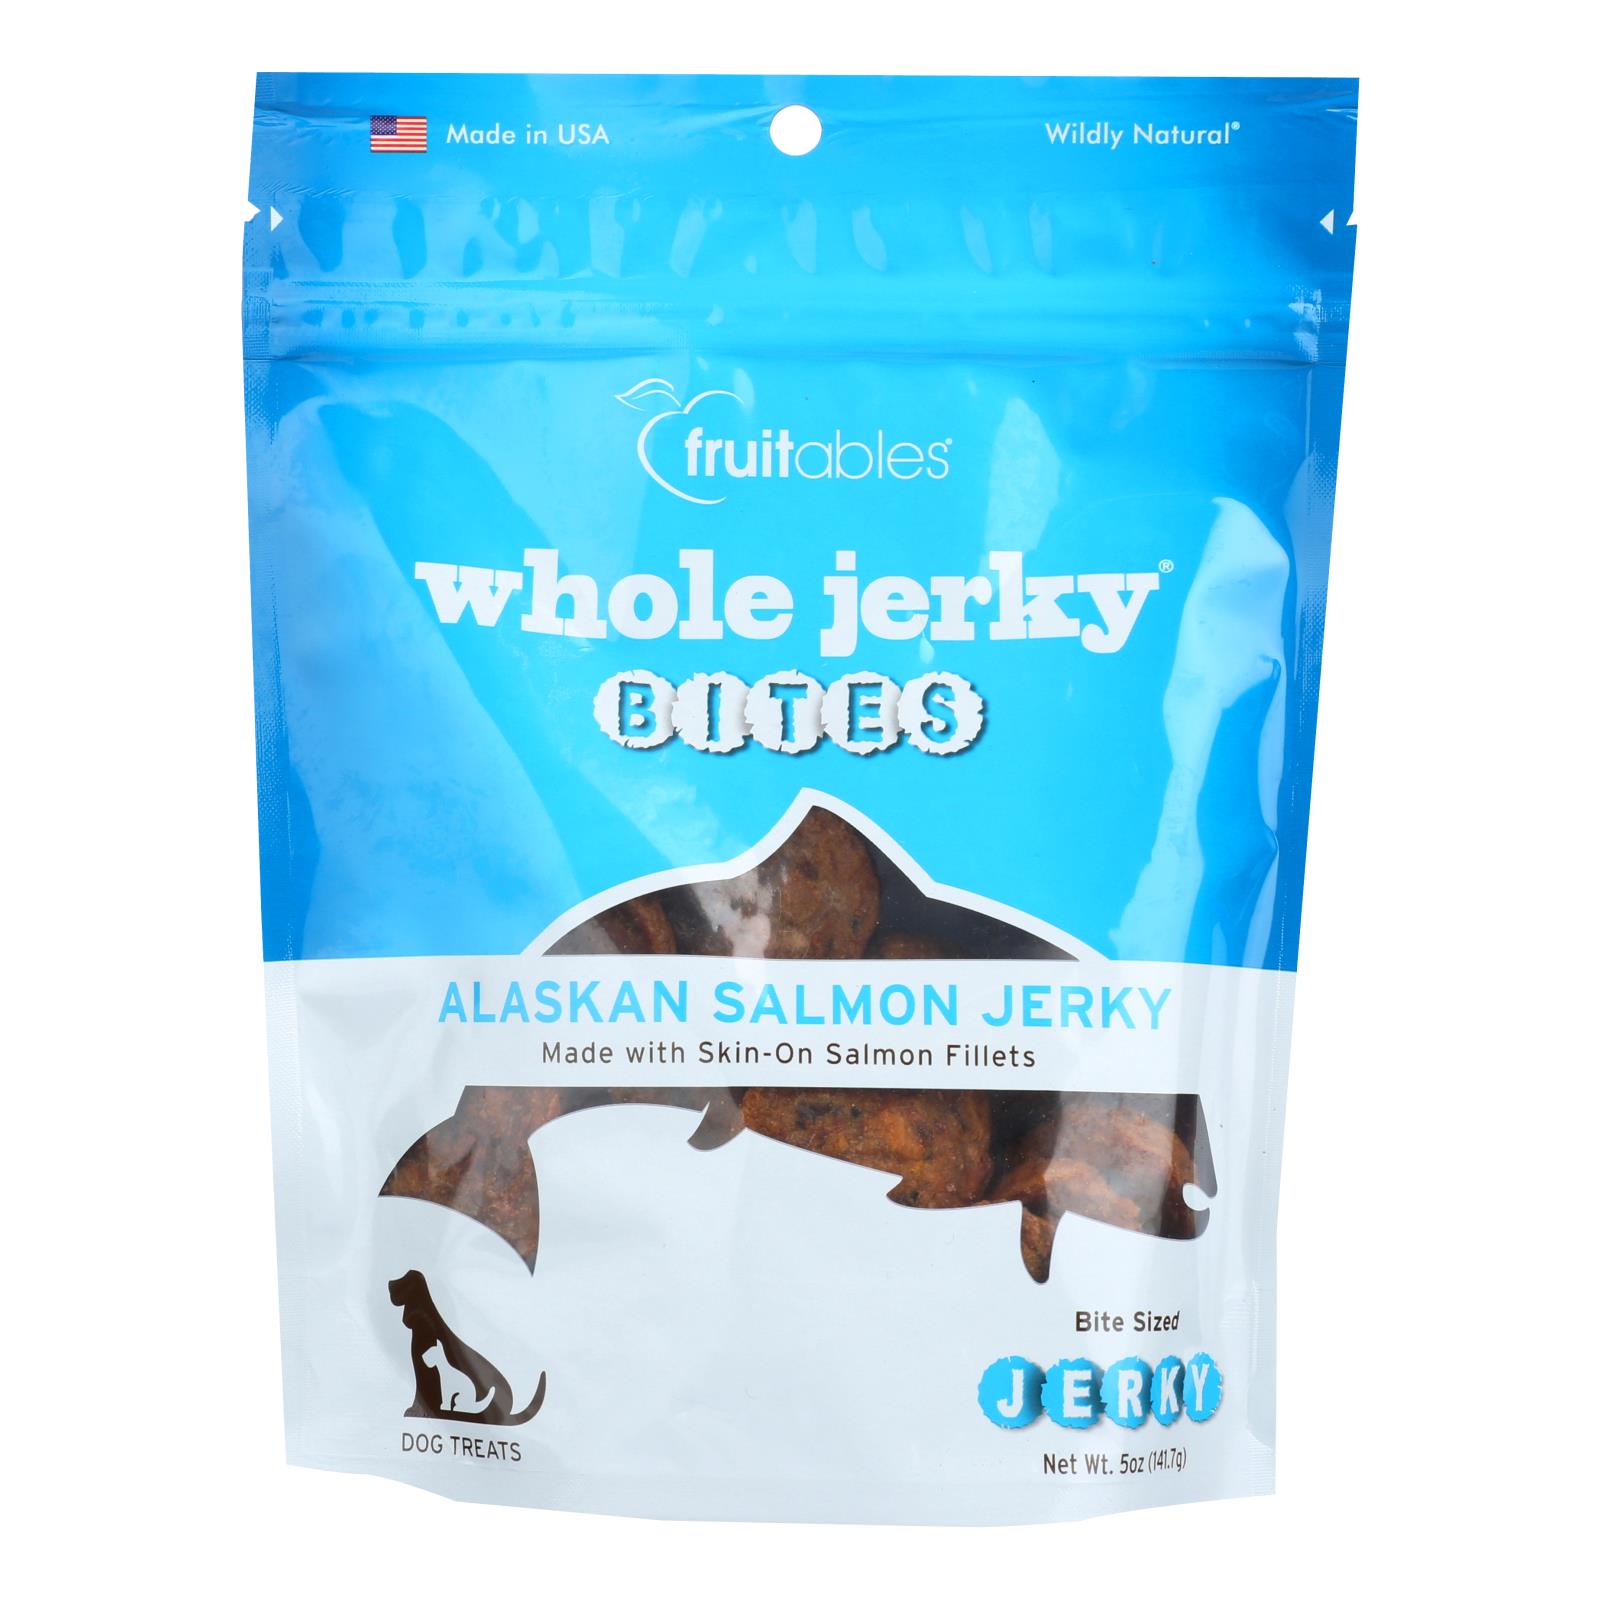 Made in USA
Wildly Natural®
fruitables®
whole jerky®
BITES
ALASKAN SALMON JERKY
Made with Skin-On Salmon Fillets
Bite Sized
JERKY
DOG TREATS
Net Wt. 5oz (141.7g)